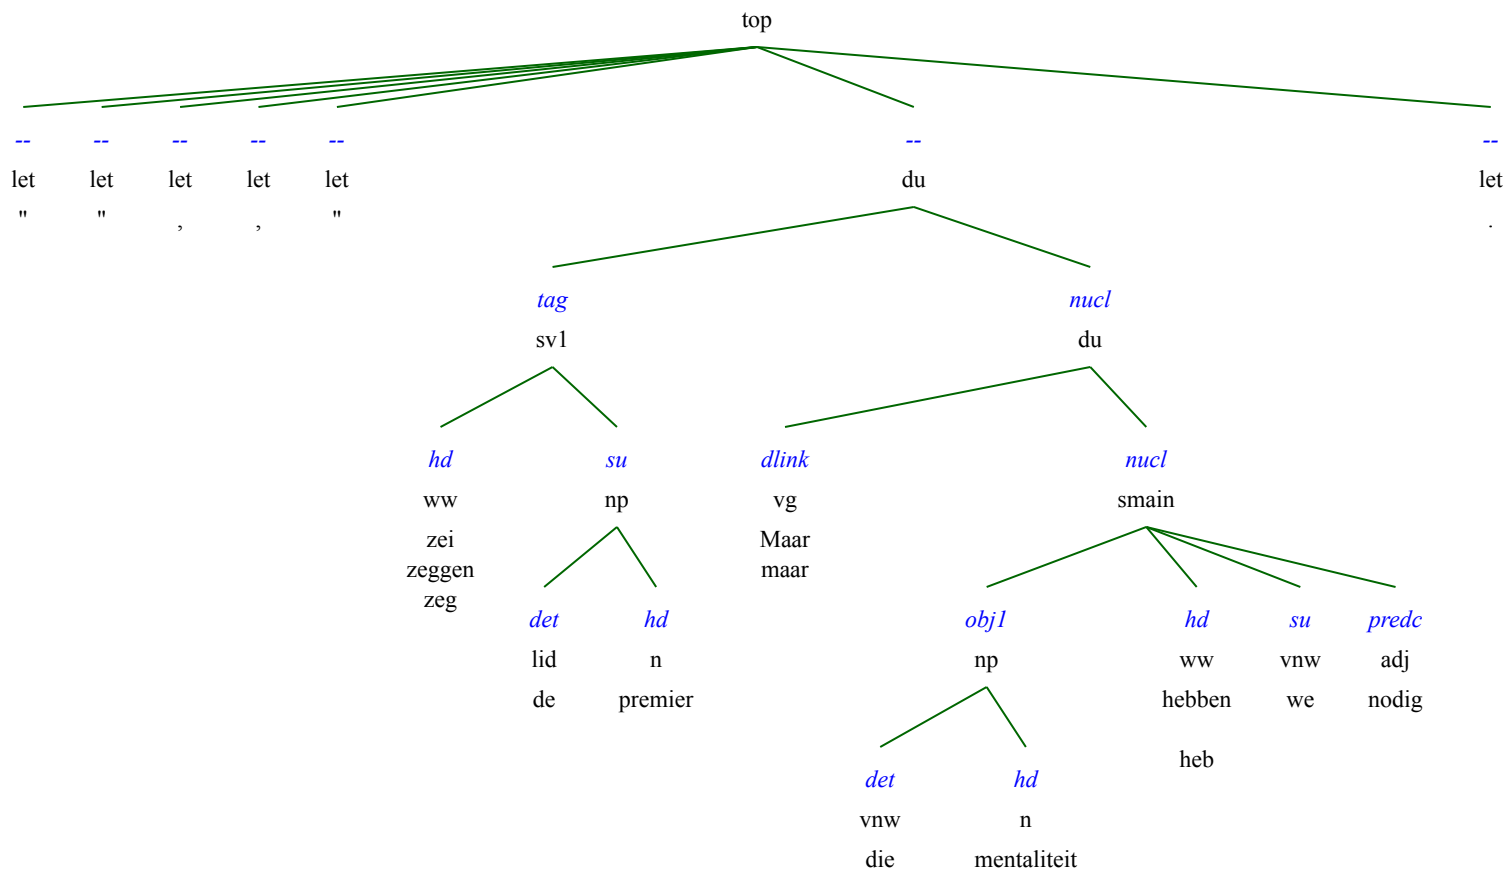 top
-- -- -- -- -- -- --
let let let let let du let
" " , , " .
tag nucl
sv1 du
hd su dlink nucl
ww np vg smain
zei Maar
zeggen maar
zeg
det hd obj1 hd su predc
lid n np ww vnw adj
de premier hebben we nodig
heb
det hd
vnw n
die mentaliteit